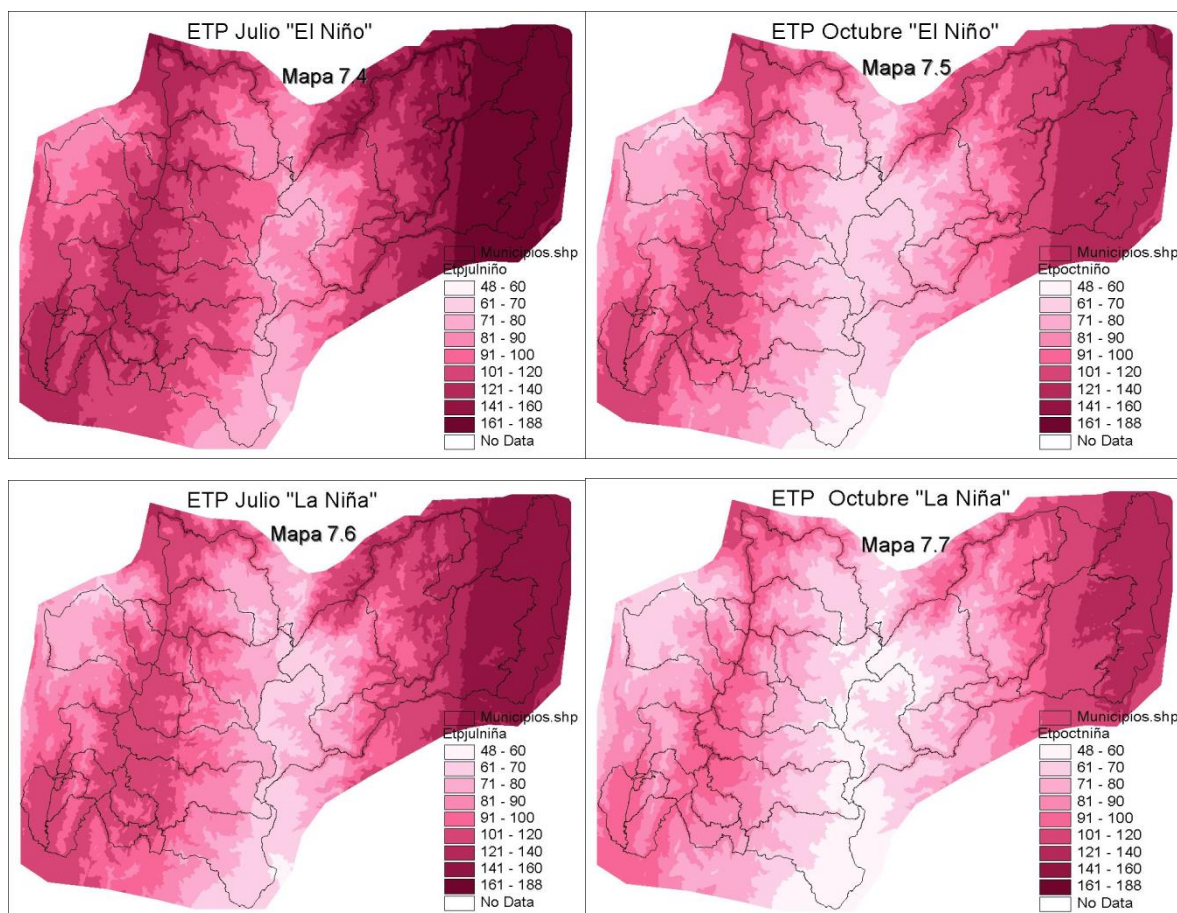 ETP Julio "El Niño"
Mapa 7.4
Municipios.shp
Etpjulniño
48 - 60
61 - 70
71 - 80
81 - 90
91 - 100
101 - 120
121 - 140
141 - 160
161 - 188
No Data
ETP Octubre "El Niño"
Mapa 7.5
Municipios.shp
Etpoctniño
48 - 60
61 - 70
71 - 80
81 - 90
91 - 100
101 - 120
121 - 140
141 - 160
161 - 188
No Data
ETP Julio "La Niña"
Mapa 7.6
Municipios.shp
Etpjulniña
48 - 60
61 - 70
71 - 80
81 - 90
91 - 100
101 - 120
121 - 140
141 - 160
161 - 188
No Data
ETP Octubre "La Niña"
Mapa 7.7
Municipios.shp
Etpoctniña
48 - 60
61 - 70
71 - 80
81 - 90
91 - 100
101 - 120
121 - 140
141 - 160
161 - 188
No Data